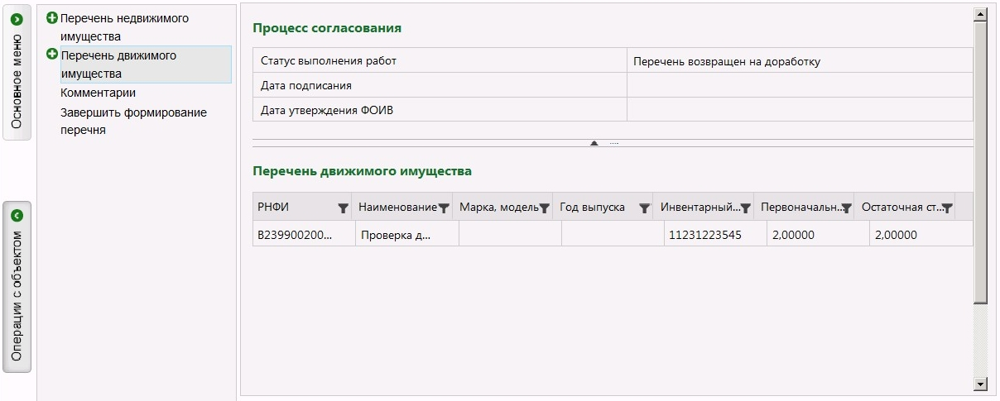 Основное меню
Операции с объектом
Перечень недвижимого
имущества
Перечень движимого
имущества
Комментарии
Завершить формирование
перечня
Процесс согласования
Статус выполнения работ Перечень возвращен на доработку
Дата подписания
Дата утверждения ФОИВ
Перечень движимого имущества
РНФИ Наименование Марка, модель Год выпуска Инвентарный... Первоначальн... Остаточная ст...
В239900200... Проверка д... 11231223545 2,00000 2,00000